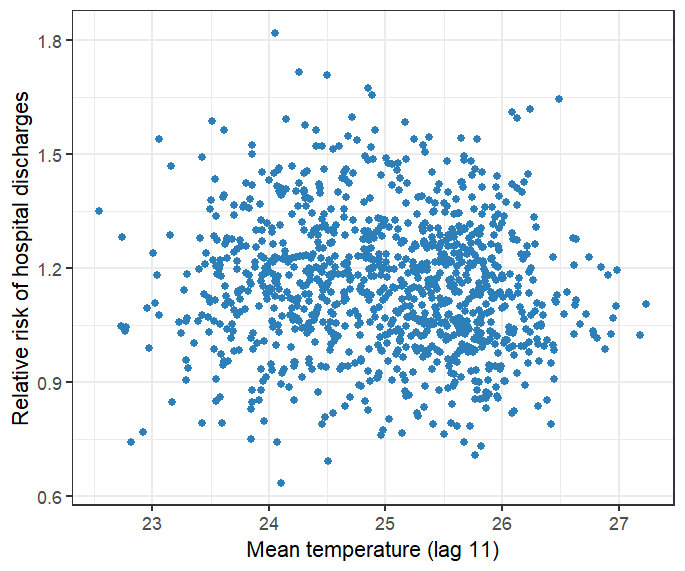 Relative risk of hospital discharges
1.8
1.5
1.2
0.9
0.6
23 24 25 26 27
Mean temperature (lag 11)